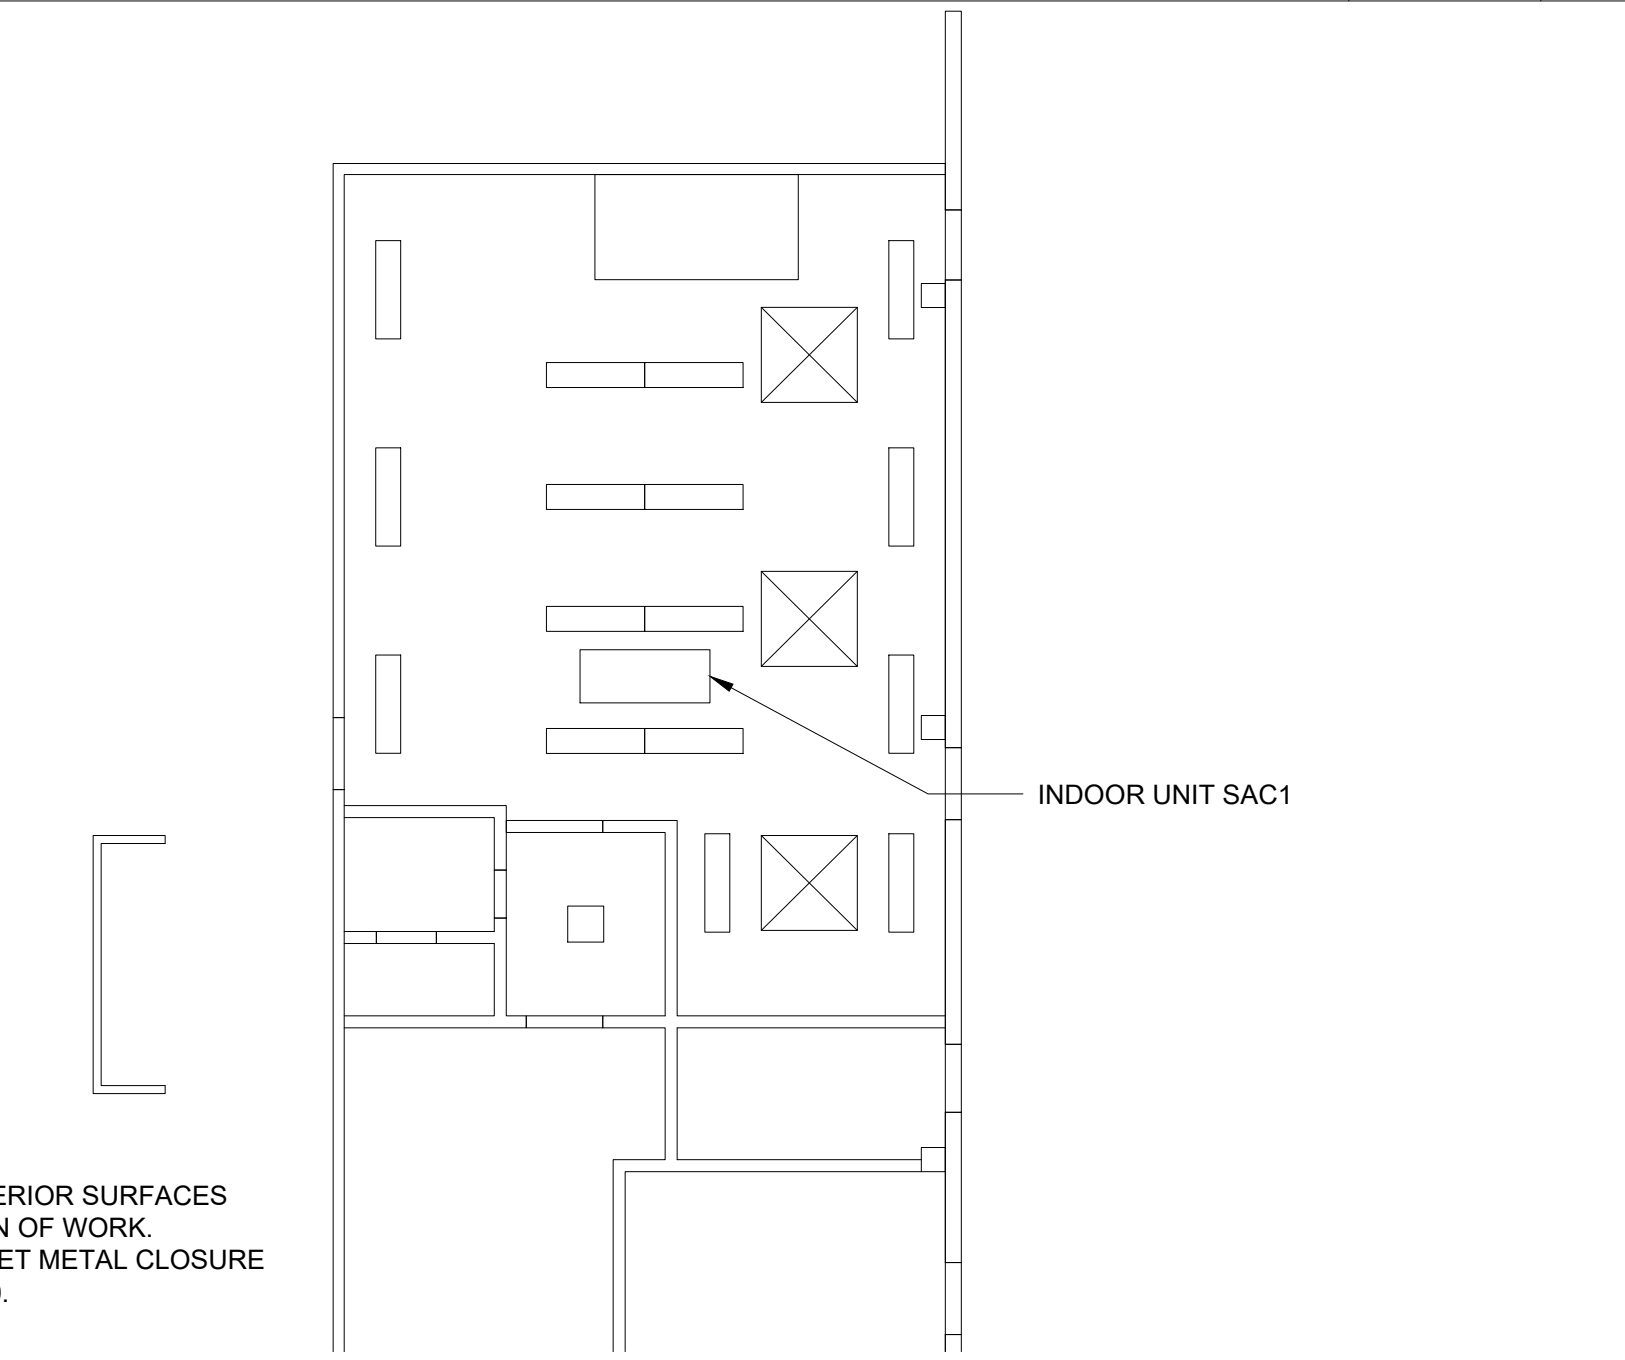 INDOOR UNIT SAC1
ERIOR SURFACES
OF WORK.
ET METAL CLOSURE